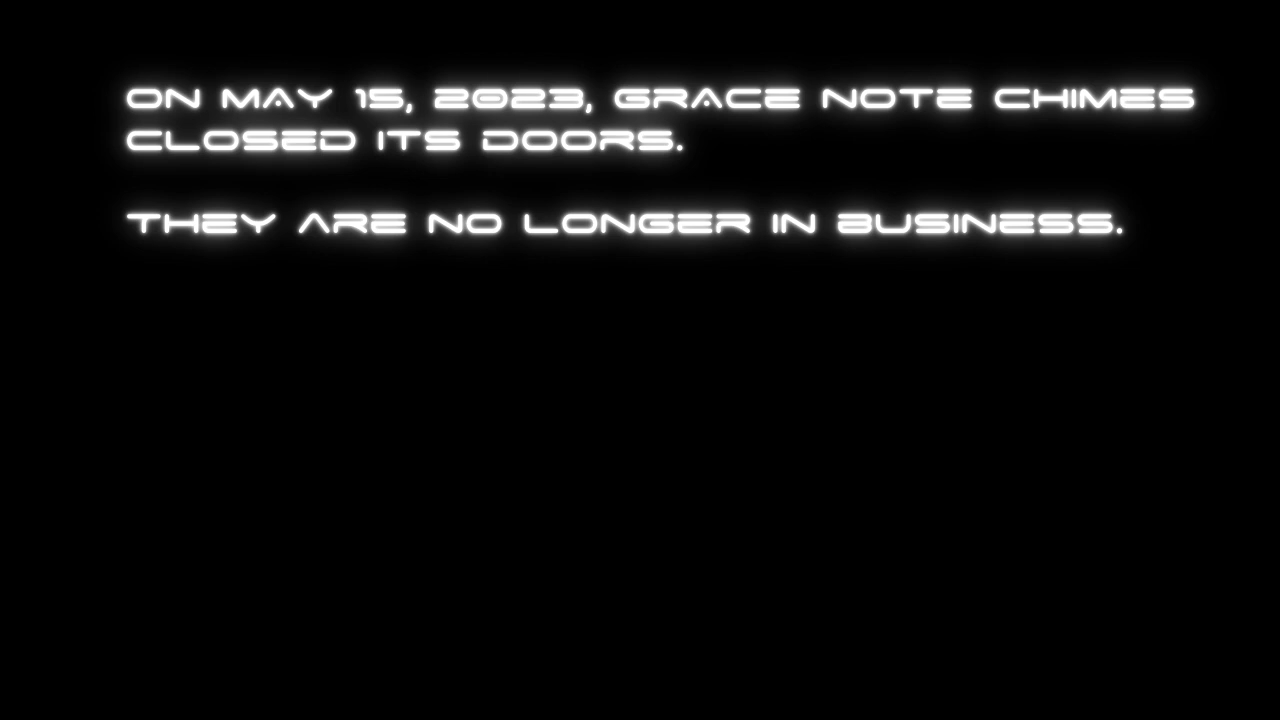 ON MAY 15, 2023, GRACE NOTE CHIMES
CLOSED ITS DOORS.
THEY ARE NO LONGER IN BUSINESS.